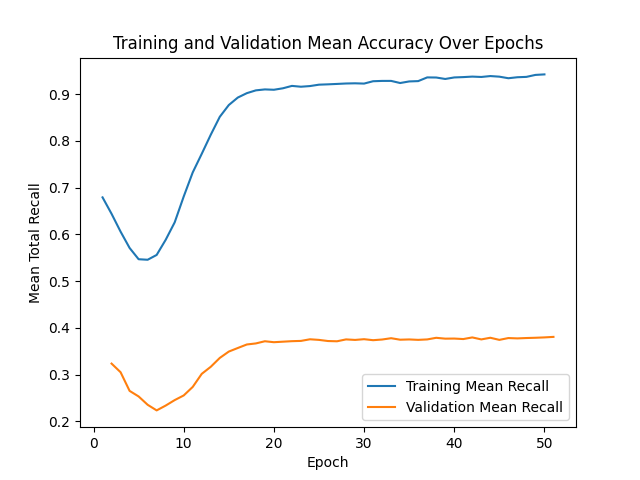 Training and Validation Mean Accuracy Over Epochs
Mean Total Recall
0.9
0.8
0.7
0.6
0.5
0.4
0.3
0.2
Training Mean Recall
Validation Mean Recall
0 10 20 30 40 50
Epoch